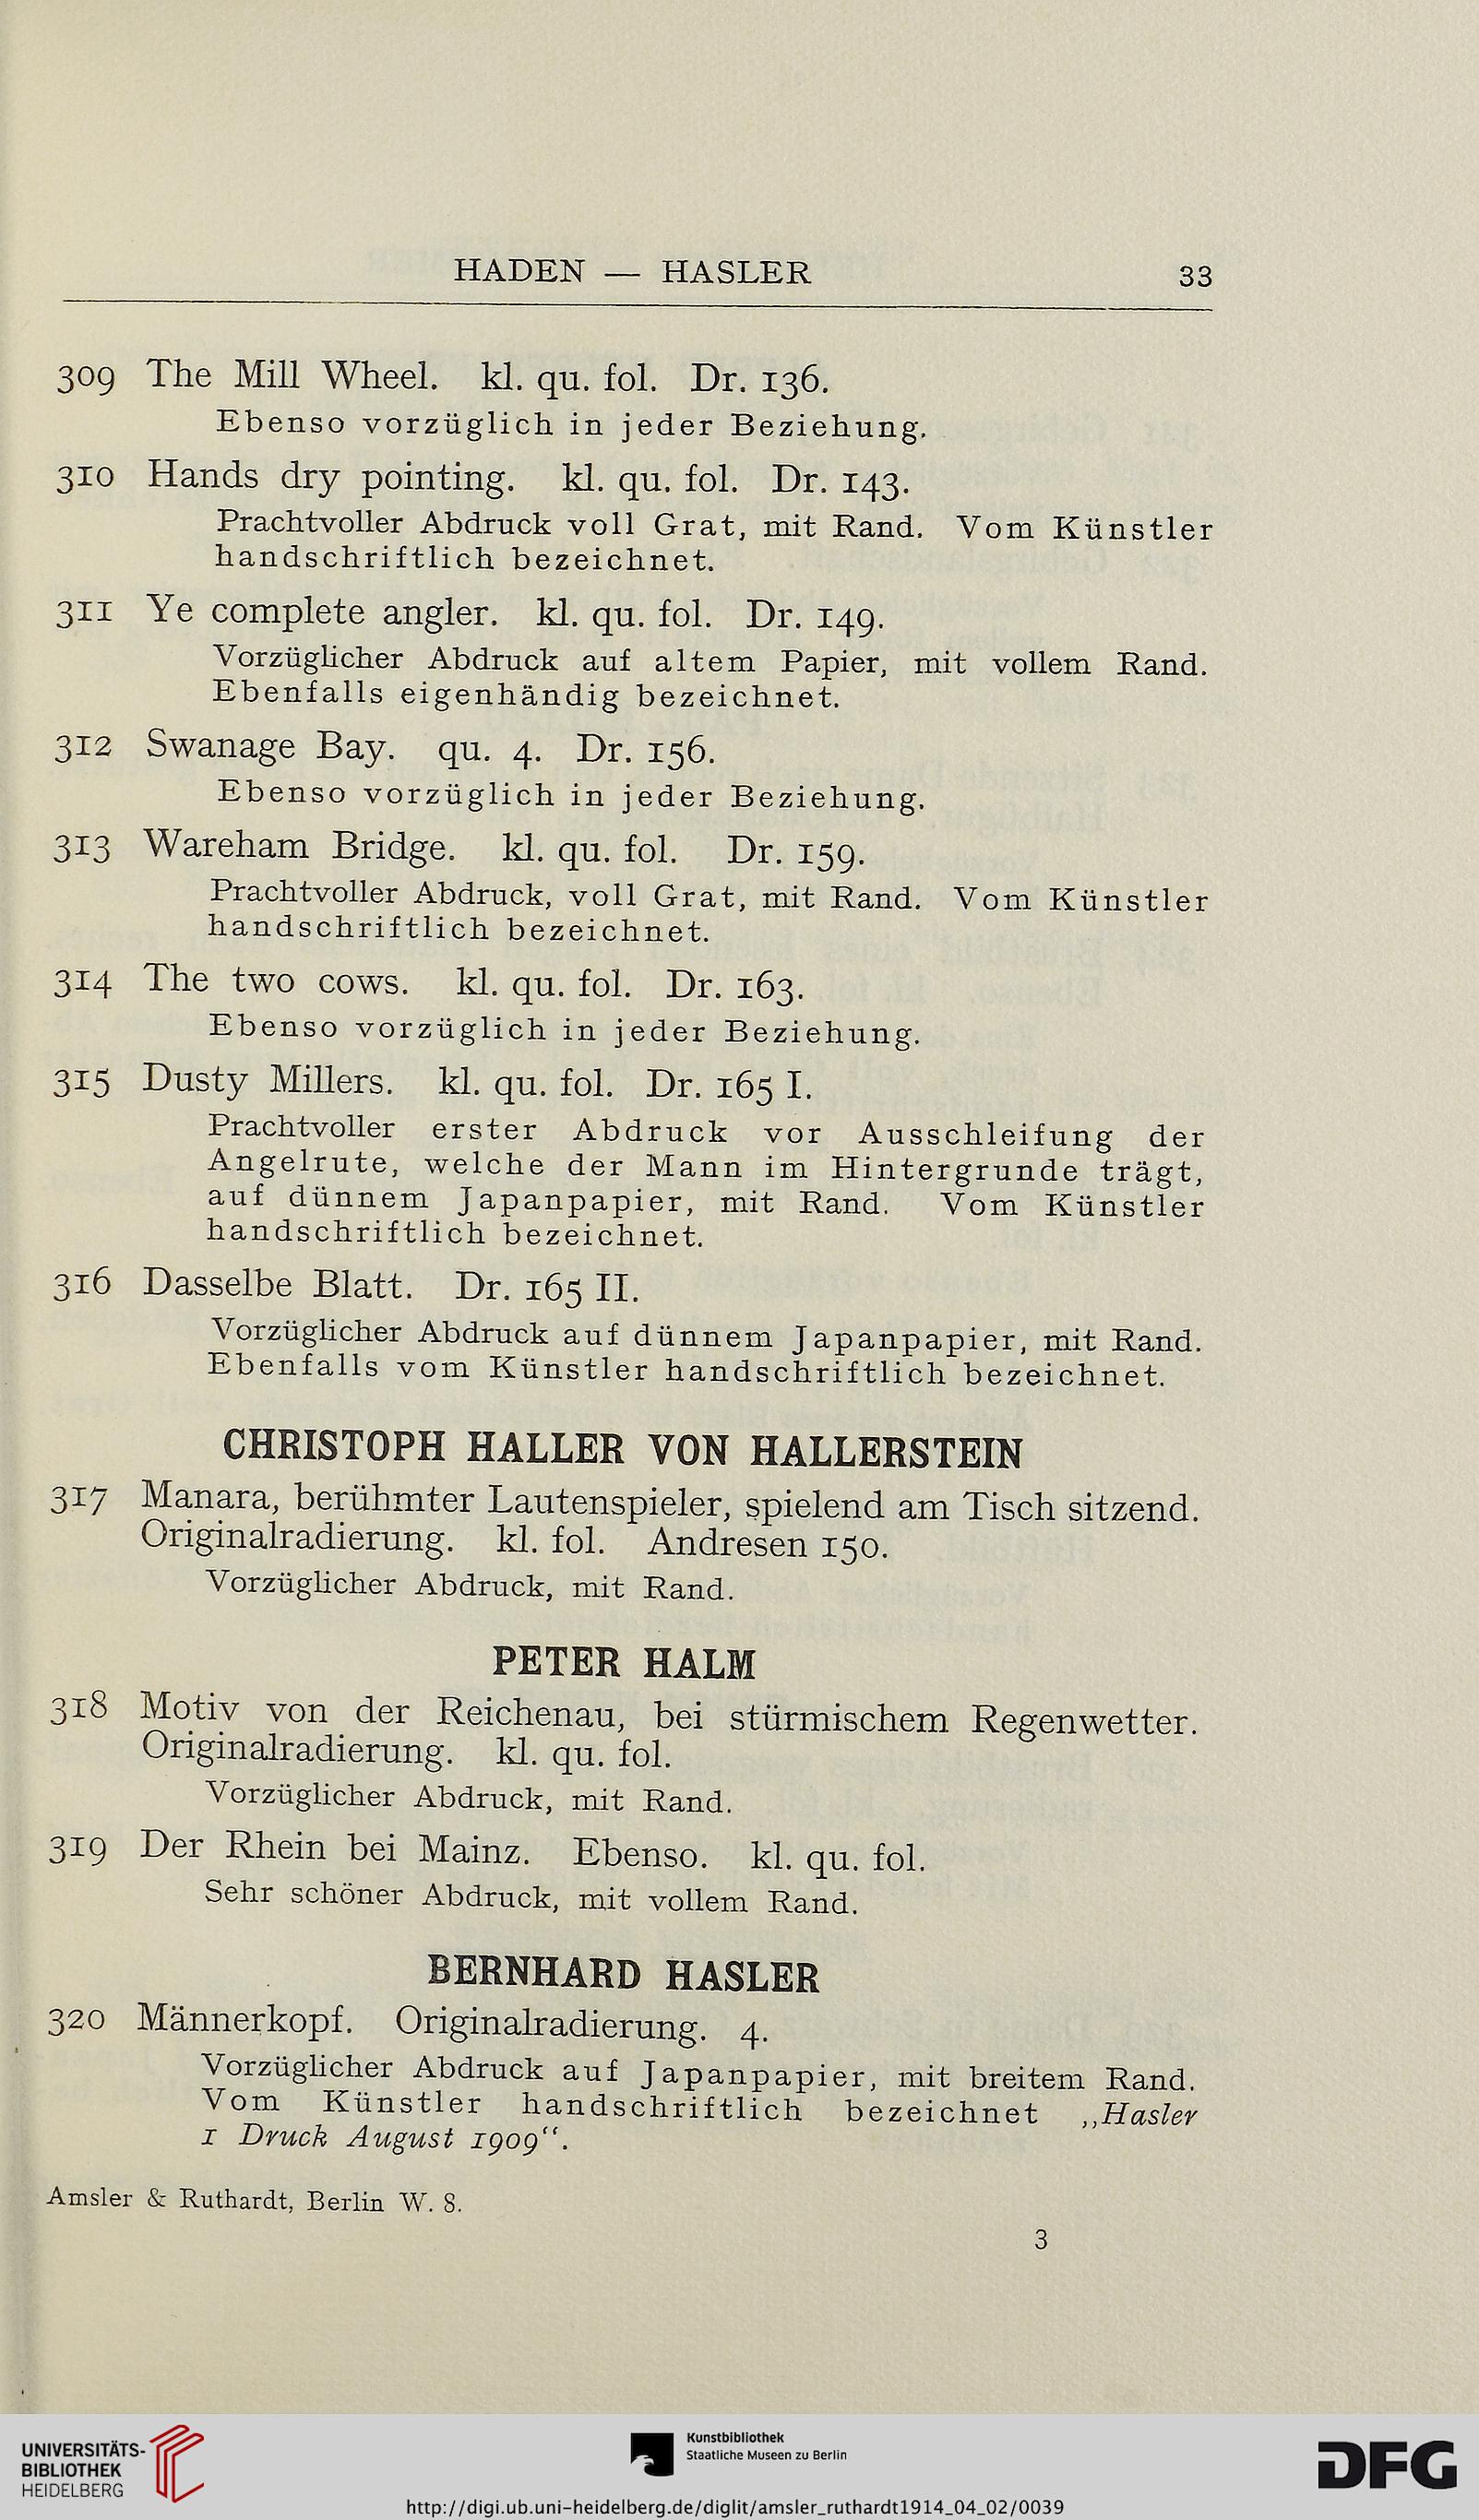 HADEN — HASLER 33
309 The Mill Wheel. kl. qu. fol. Dr. 136.
Ebenso vorzüglich in jeder Beziehung.
310 Hands dry pointing. kl. qu. fol. Dr. 143.
Prachtvoller Abdruck voll Grat, mit Rand. Vom Künstler
handschriftlich bezeichnet.
311 Ye complete angler. kl. qu. fol. Dr. 149.
Vorzüglicher Abdruck auf altem Papier, mit vollem Rand.
Ebenfalls eigenhändig bezeichnet.
312 Swanage Bay. qu. 4. Dr. 156.
Ebenso vorzüglich in jeder Beziehung.
313 Wareham Bridge. kl. qu. fol. Dr. 159.
Prachtvoller Abdruck, voll Grat, mit Rand. Vom Künstler
handschriftlich bezeichnet.
314 The two cows. kl. qu. fol. Dr. 163.
Ebenso vorzüglich in jeder Beziehung.
315 Dusty Millers. kl. qu. fol. Dr. 165 I.
Prachtvoller erster Abdruck vor Ausschleifung der
Angelrute, welche der Mann im Hintergrunde trägt,
auf dünnem Japanpapier, mit Rand. Vom Künstler
handschriftlich bezeichnet.
316 Dasselbe Blatt. Dr. 165 II.
Vorzüglicher Abdruck auf dünnem Japanpapier, mit Rand.
Ebenfalls vom Künstler handschriftlich bezeichnet.
CHRISTOPH HALLER VON HALLERSTEIN
317 Manara, berühmter Lautenspieler, spielend am Tisch sitzend.
Originalradierung. kl. fol. Andresen 150.
Vorzüglicher Abdruck, mit Rand.
PETER HALM
318 Motiv von der Reichenau, bei stürmischem Regenwetter.
Originalradierung. kl. qu. fol.
Vorzüglicher Abdruck, mit Rand.
319 Der Rhein bei Mainz. Ebenso. kl. qu. fol.
Sehr schöner Abdruck, mit vollem Rand.
BERNHARD HASLER
320 Männerkopf. Originalradierung. 4.
Vorzüglicher Abdruck auf Japanpapier, mit breitem Rand.
Vom Künstler handschriftlich bezeichnet „Hasler
1 Druck August 1909“.
Amsler & Ruthardt, Berlin W. 8.
3
UNIVERSITÄTS-
BIBLIOTHEK
HEIDELBERG
Kunstbibliothek
Staatliche Museen zu Berlin
DFG
http://digi.ub.uni-heidelberg.de/diglit/amsler_ruthardt1914_04_02/0039